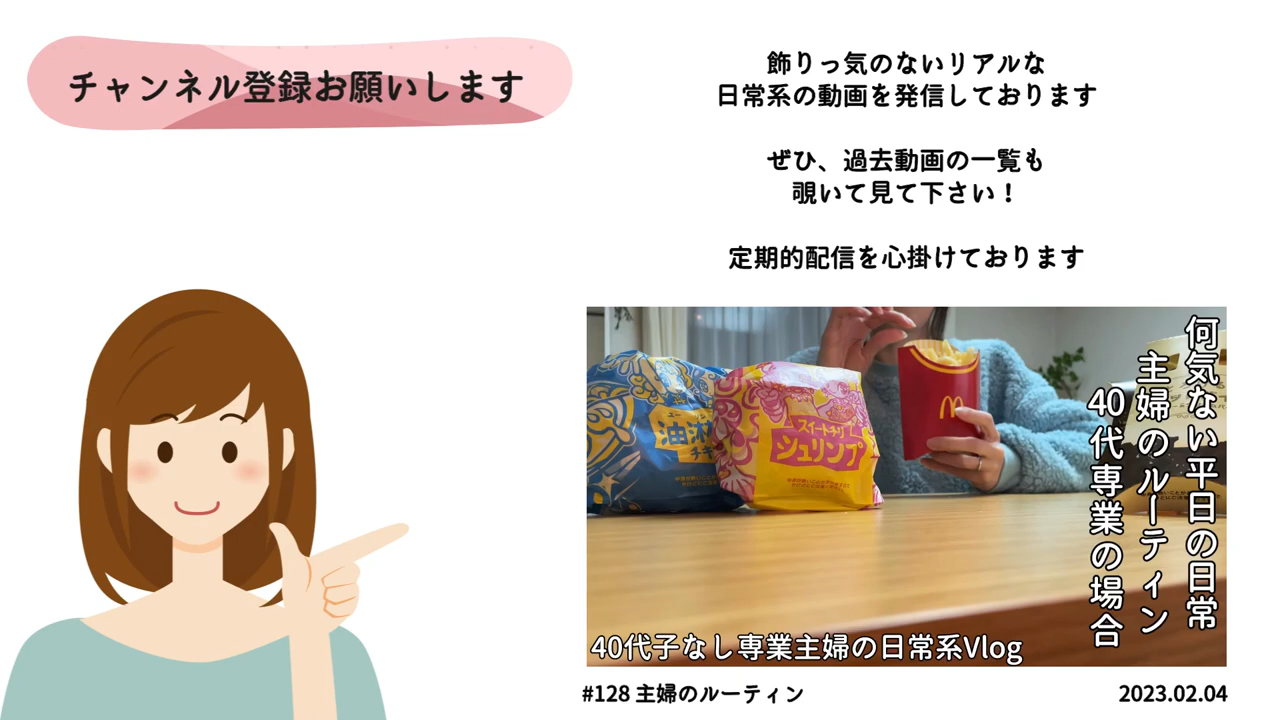 チャンネル登録お願いします
飾りっ気のないリアルな
日常系の動画を発信しております
ぜひ、過去動画の一覧も
覗いて見て下さい！
定期的配信を心掛けております
何気ない平日の日常
主婦のルーティン
40代専業の場合
油淋
チキ
スイートチリ
シュリンプ
40代子なし専業主婦の日常系Vlog
#128 主婦のルーティン
2023.02.04